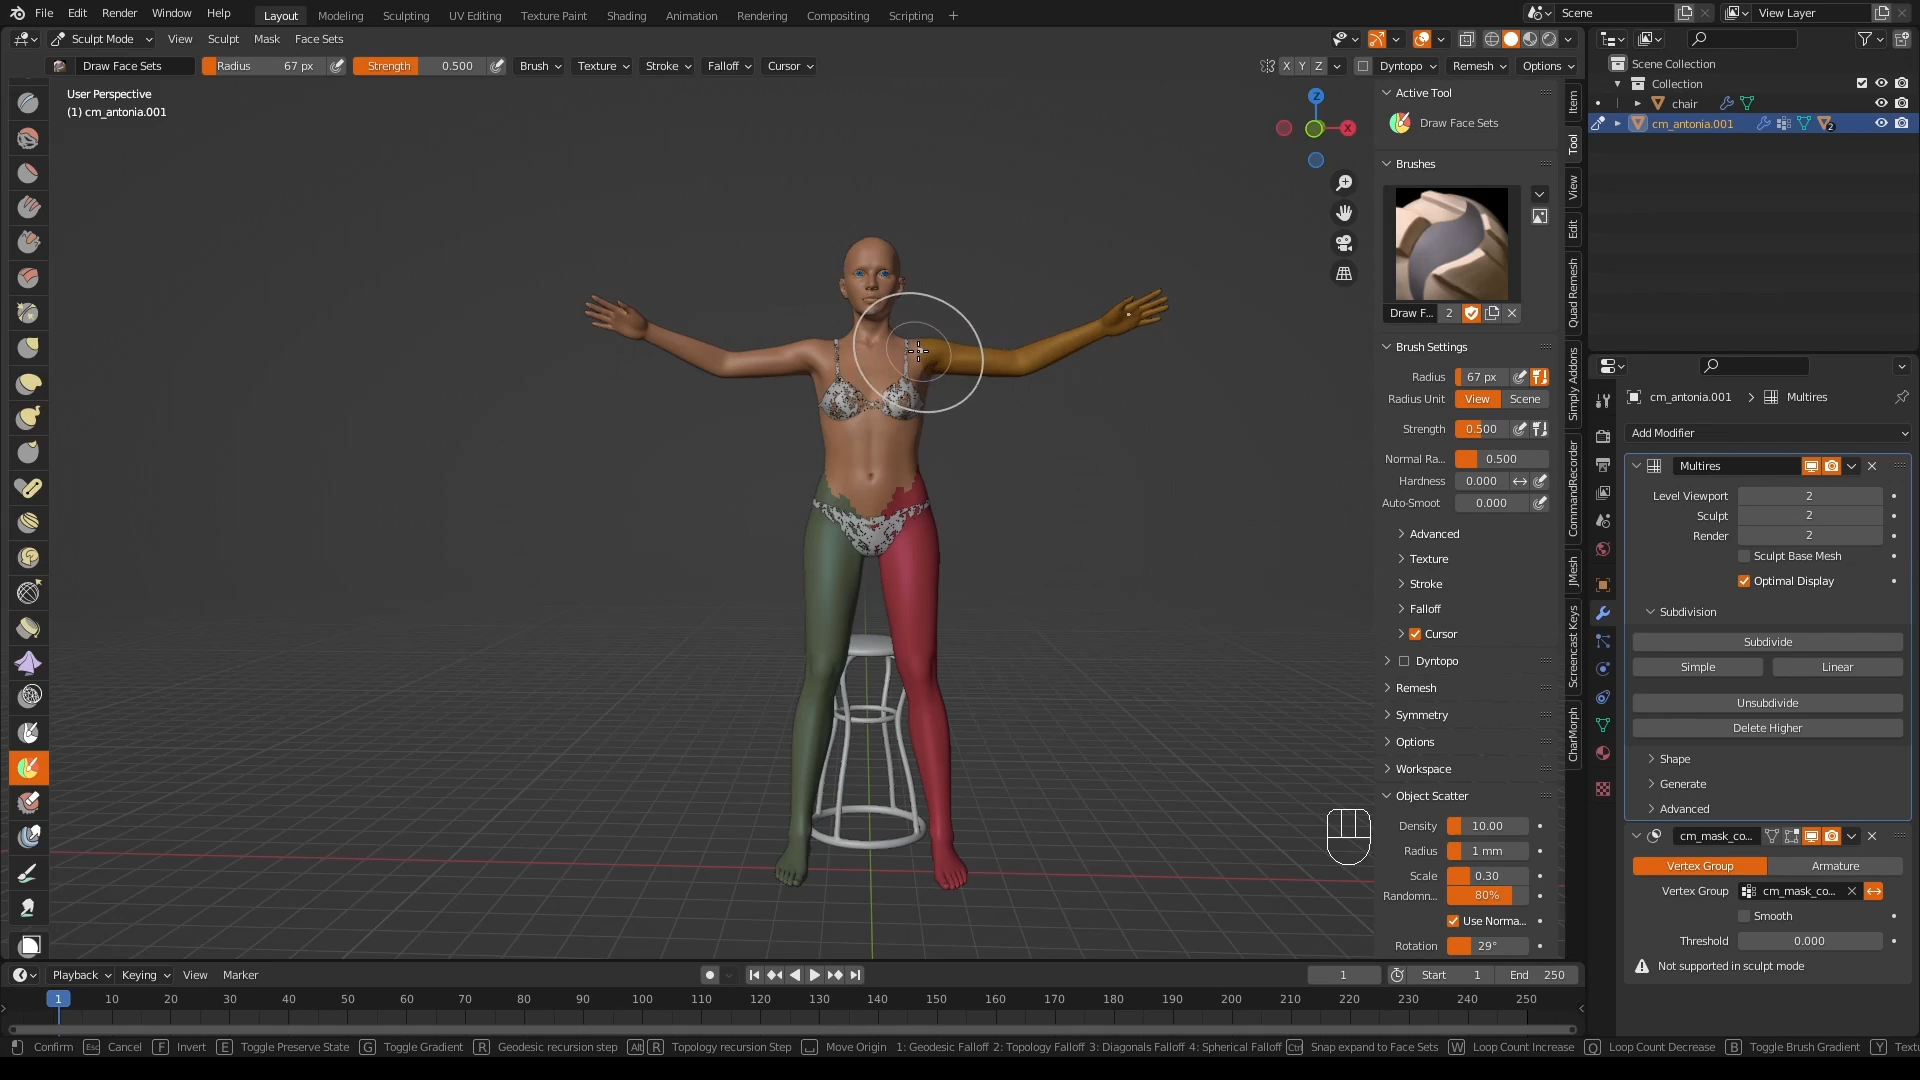 File Edit Render Window Help Layout Modeling Sculpting UV Editing Texture Paint Shading Animation Rendering Compositing Scripting + Scene View Layer
Sculpt Mode View Sculpt Mask Face Sets
Draw Face Sets Radius 67 px Strength 0.500 Brush Texture Stroke Falloff Cursor X Y Z Dyntopo Remesh Options
User Perspective
(1) cm_antonia.001
Z
X
Active Tool
Draw Face Sets
Brushes
Draw F... 2
Brush Settings
Radius 67 px
Radius Unit View Scene
Strength 0.500
Normal Ra... 0.500
Hardness 0.000
Auto-Smoot 0.000
Advanced
Texture
Stroke
Falloff
Cursor
Dyntopo
Remesh
Symmetry
Options
Workspace
Object Scatter
Density 10.00
Radius 1 mm
Scale 0.30
Randomn... 80%
Use Norma...
Rotation 29°
Item
Tool
View
Edit
Quad Remesh
Simply Addons
CommandRecorder
JMesh
Screencast Keys
CharMorph
Scene Collection
Collection
chair
cm_antonia.001 2
cm_antonia.001 > Multires
Add Modifier
Multires
Level Viewport 2
Sculpt 2
Render 2
Sculpt Base Mesh
Optimal Display
Subdivision
Subdivide
Simple Linear
Unsubdivide
Delete Higher
Shape
Generate
Advanced
cm_mask_co...
Vertex Group Armature
Vertex Group cm_mask_co...
Smooth
Threshold 0.000
Not supported in sculpt mode
Playback Keying View Marker 1 Start 1 End 250
1 10 20 30 40 50 60 70 80 90 100 110 120 130 140 150 160 170 180 190 200 210 220 230 240 250
Confirm Esc Cancel F Invert E Toggle Preserve State G Toggle Gradient R Geodesic recursion step Alt R Topology recursion Step Move Origin 1: Geodesic Falloff 2: Topology Falloff 3: Diagonals Falloff 4: Spherical Falloff Ctrl Snap expand to Face Sets W Loop Count Increase Q Loop Count Decrease B Toggle Brush Gradient Y